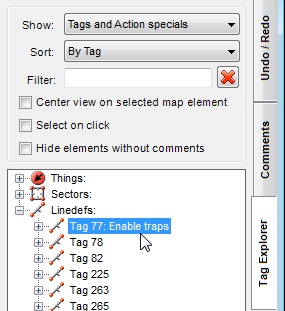 Show: Tags and Action specials
Sort: By Tag
Filter:
Center view on selected map element
Select on click
Hide elements without comments
Things:
Sectors:
Linedefs:
Tag 77: Enable traps
Tag 78
Tag 82
Tag 225
Tag 263
Tag 265
Undo / Redo
Comments
Tag Explorer